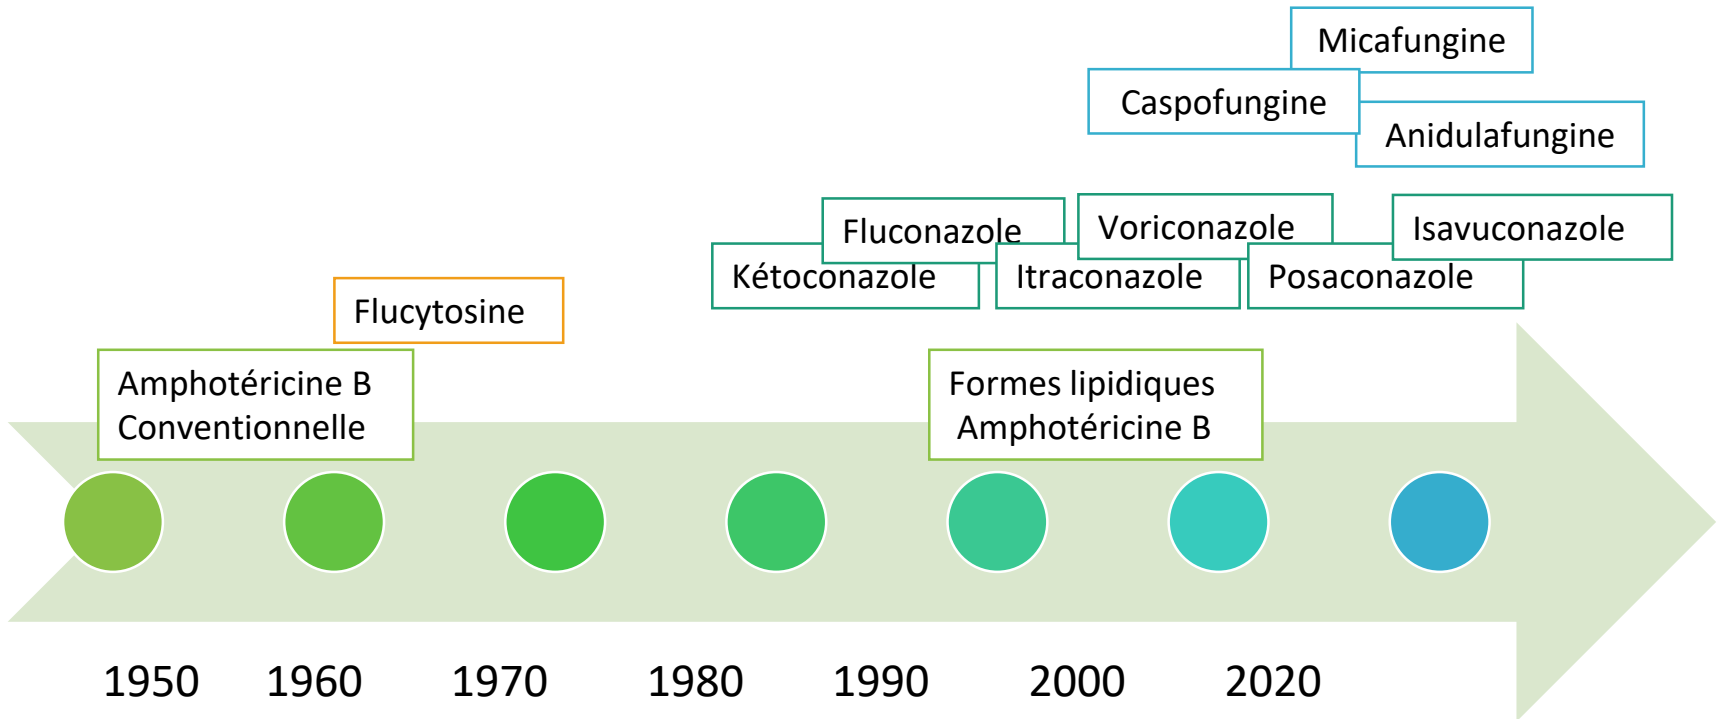 Micafungine
Caspofungine
Anidulafungine
Fluconazole
Voriconazole
Isavuconazole
Kétoconazole
Itraconazole
Posaconazole
Flucytosine
Amphotéricine B
Conventionnelle
Formes lipidiques
Amphotéricine B
1950 1960 1970 1980 1990 2000 2020